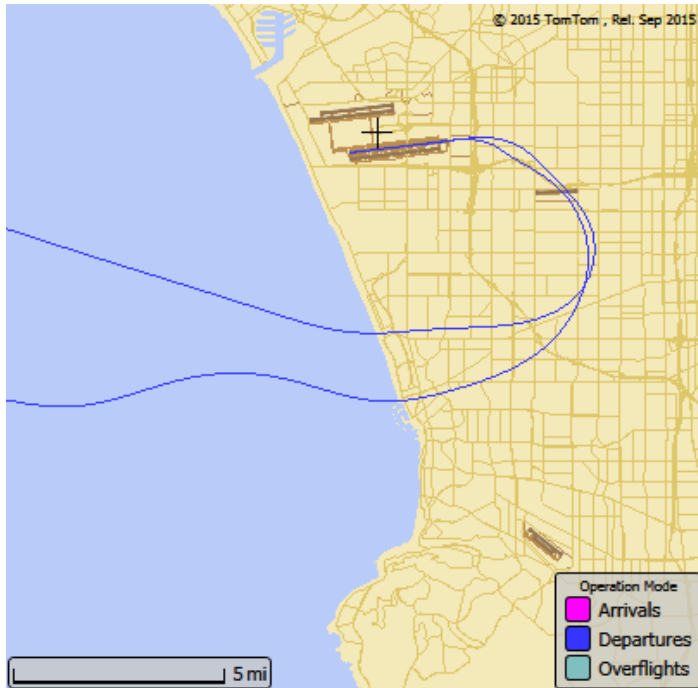 © 2015 TomTom , Rel. Sep 2015
Operation Mode
Arrivals
Departures
Overflights
5 mi